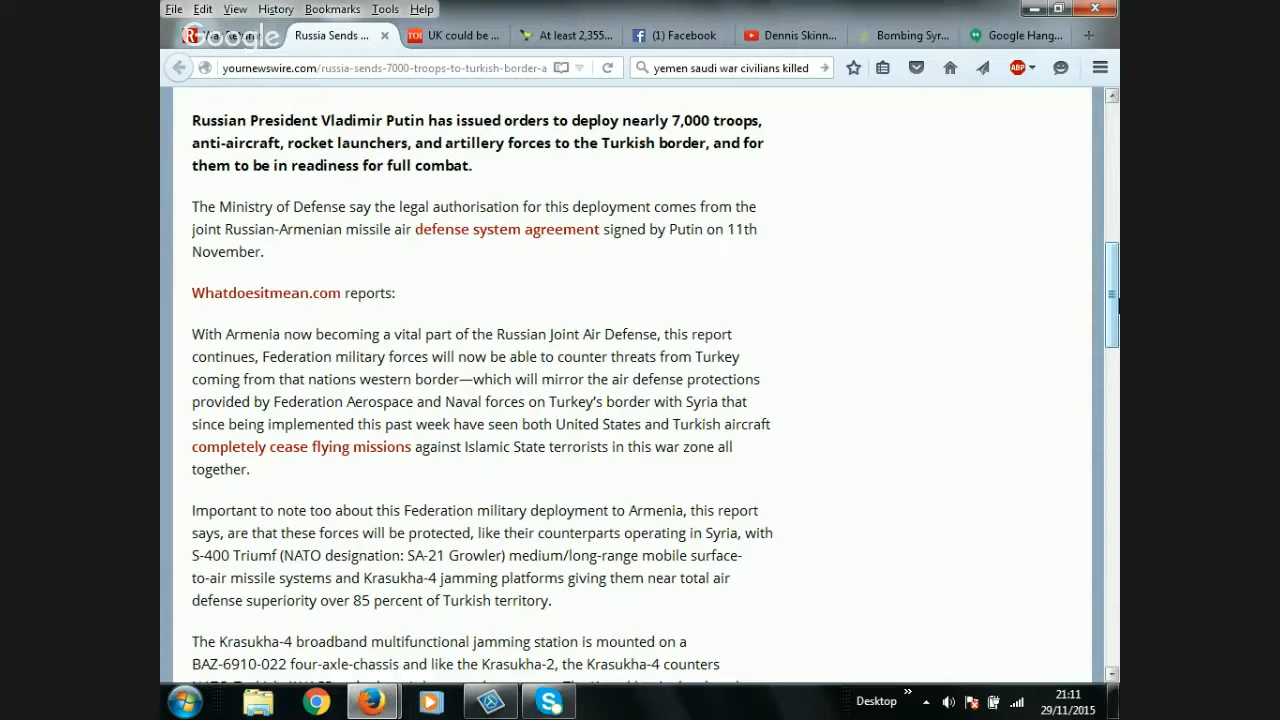 File Edit View History Bookmarks Tools Help
Google
Russia Sends ... × TOI UK could be ... At least 2,355... (1) Facebook Dennis Skinn... Bombing Syr... Google Hang...
yournewswire.com/russia-sends-7000-troops-to-turkish-border-a yemen saudi war civilians killed ABP
Russian President Vladimir Putin has issued orders to deploy nearly 7,000 troops,
anti-aircraft, rocket launchers, and artillery forces to the Turkish border, and for
them to be in readiness for full combat.
The Ministry of Defense say the legal authorisation for this deployment comes from the
joint Russian-Armenian missile air defense system agreement signed by Putin on 11th
November.
Whatdoesitmean.com reports:
With Armenia now becoming a vital part of the Russian Joint Air Defense, this report
continues, Federation military forces will now be able to counter threats from Turkey
coming from that nations western border—which will mirror the air defense protections
provided by Federation Aerospace and Naval forces on Turkey's border with Syria that
since being implemented this past week have seen both United States and Turkish aircraft
completely cease flying missions against Islamic State terrorists in this war zone all
together.
Important to note too about this Federation military deployment to Armenia, this report
says, are that these forces will be protected, like their counterparts operating in Syria, with
S-400 Triumf (NATO designation: SA-21 Growler) medium/long-range mobile surface-
to-air missile systems and Krasukha-4 jamming platforms giving them near total air
defense superiority over 85 percent of Turkish territory.
The Krasukha-4 broadband multifunctional jamming station is mounted on a
BAZ-6910-022 four-axle-chassis and like the Krasukha-2, the Krasukha-4 counters
Desktop
21:11
29/11/2015